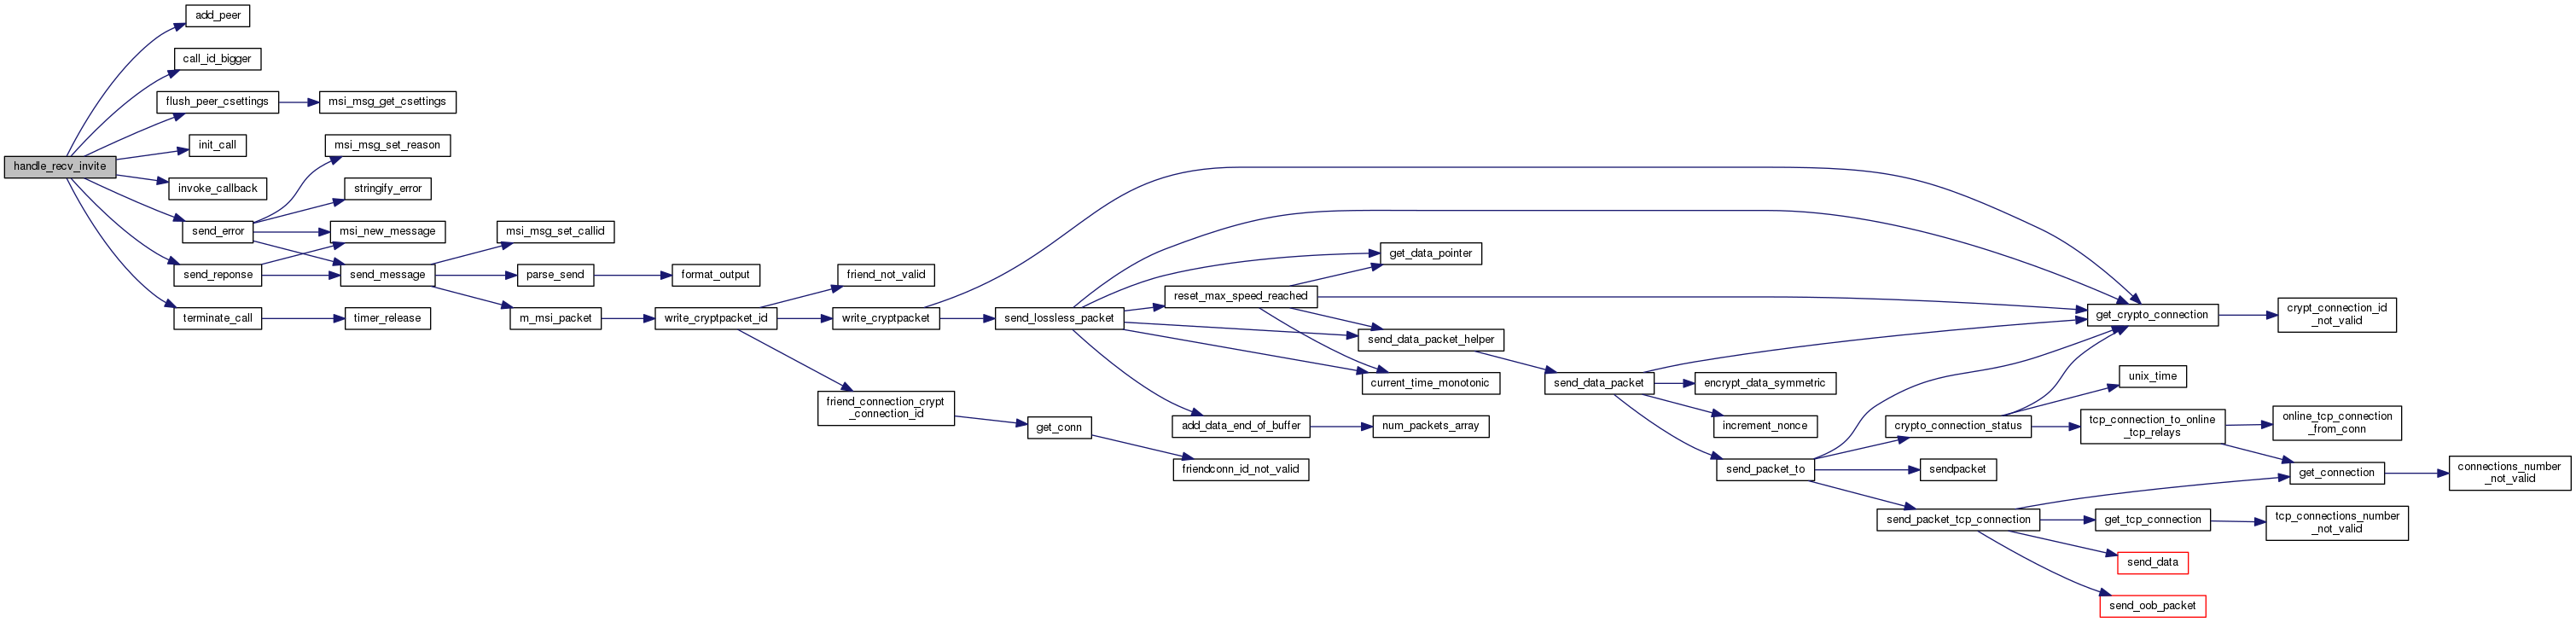 handle_recv_invite
add_peer
call_id_bigger
flush_peer_csettings
init_call
invoke_callback
send_error
send_reponse
terminate_call
msi_msg_get_csettings
msi_msg_set_reason
stringify_error
msi_new_message
send_message
timer_release
msi_msg_set_callid
parse_send
m_msi_packet
format_output
write_cryptpacket_id
friend_not_valid
write_cryptpacket
friend_connection_crypt
_connection_id
send_lossless_packet
get_conn
reset_max_speed_reached
add_data_end_of_buffer
friendconn_id_not_valid
get_data_pointer
send_data_packet_helper
current_time_monotonic
num_packets_array
send_data_packet
encrypt_data_symmetric
increment_nonce
send_packet_to
crypto_connection_status
sendpacket
send_packet_tcp_connection
get_crypto_connection
unix_time
tcp_connection_to_online
_tcp_relays
get_tcp_connection
send_data
send_oob_packet
crypt_connection_id
_not_valid
online_tcp_connection
_from_conn
get_connection
tcp_connections_number
_not_valid
connections_number
_not_valid